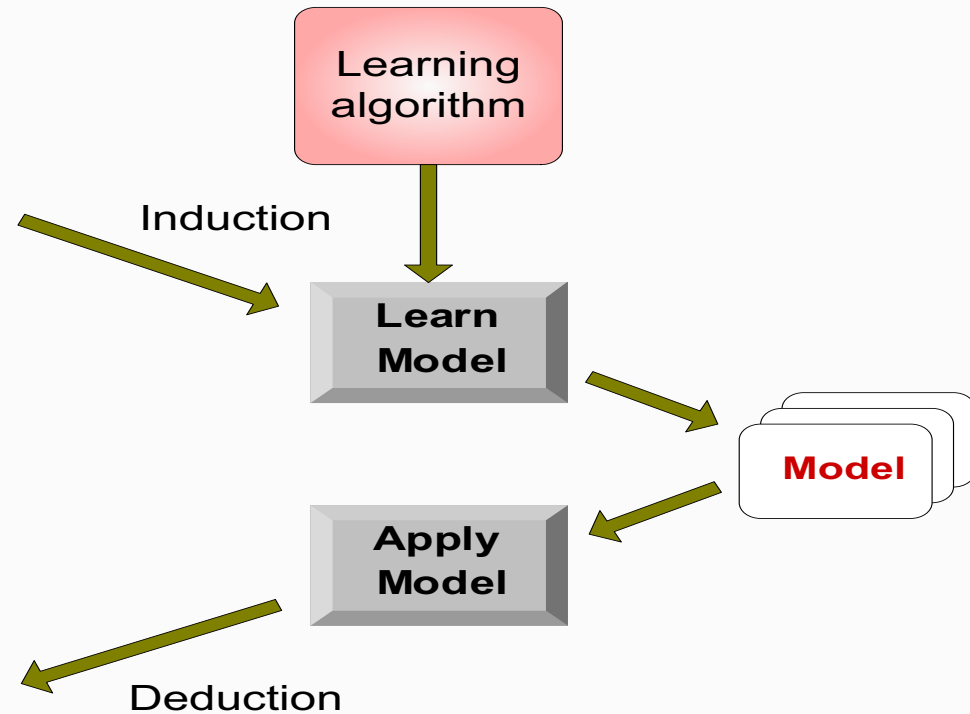 Learning
algorithm
Induction
Learn
Model
Model
Apply
Model
Deduction